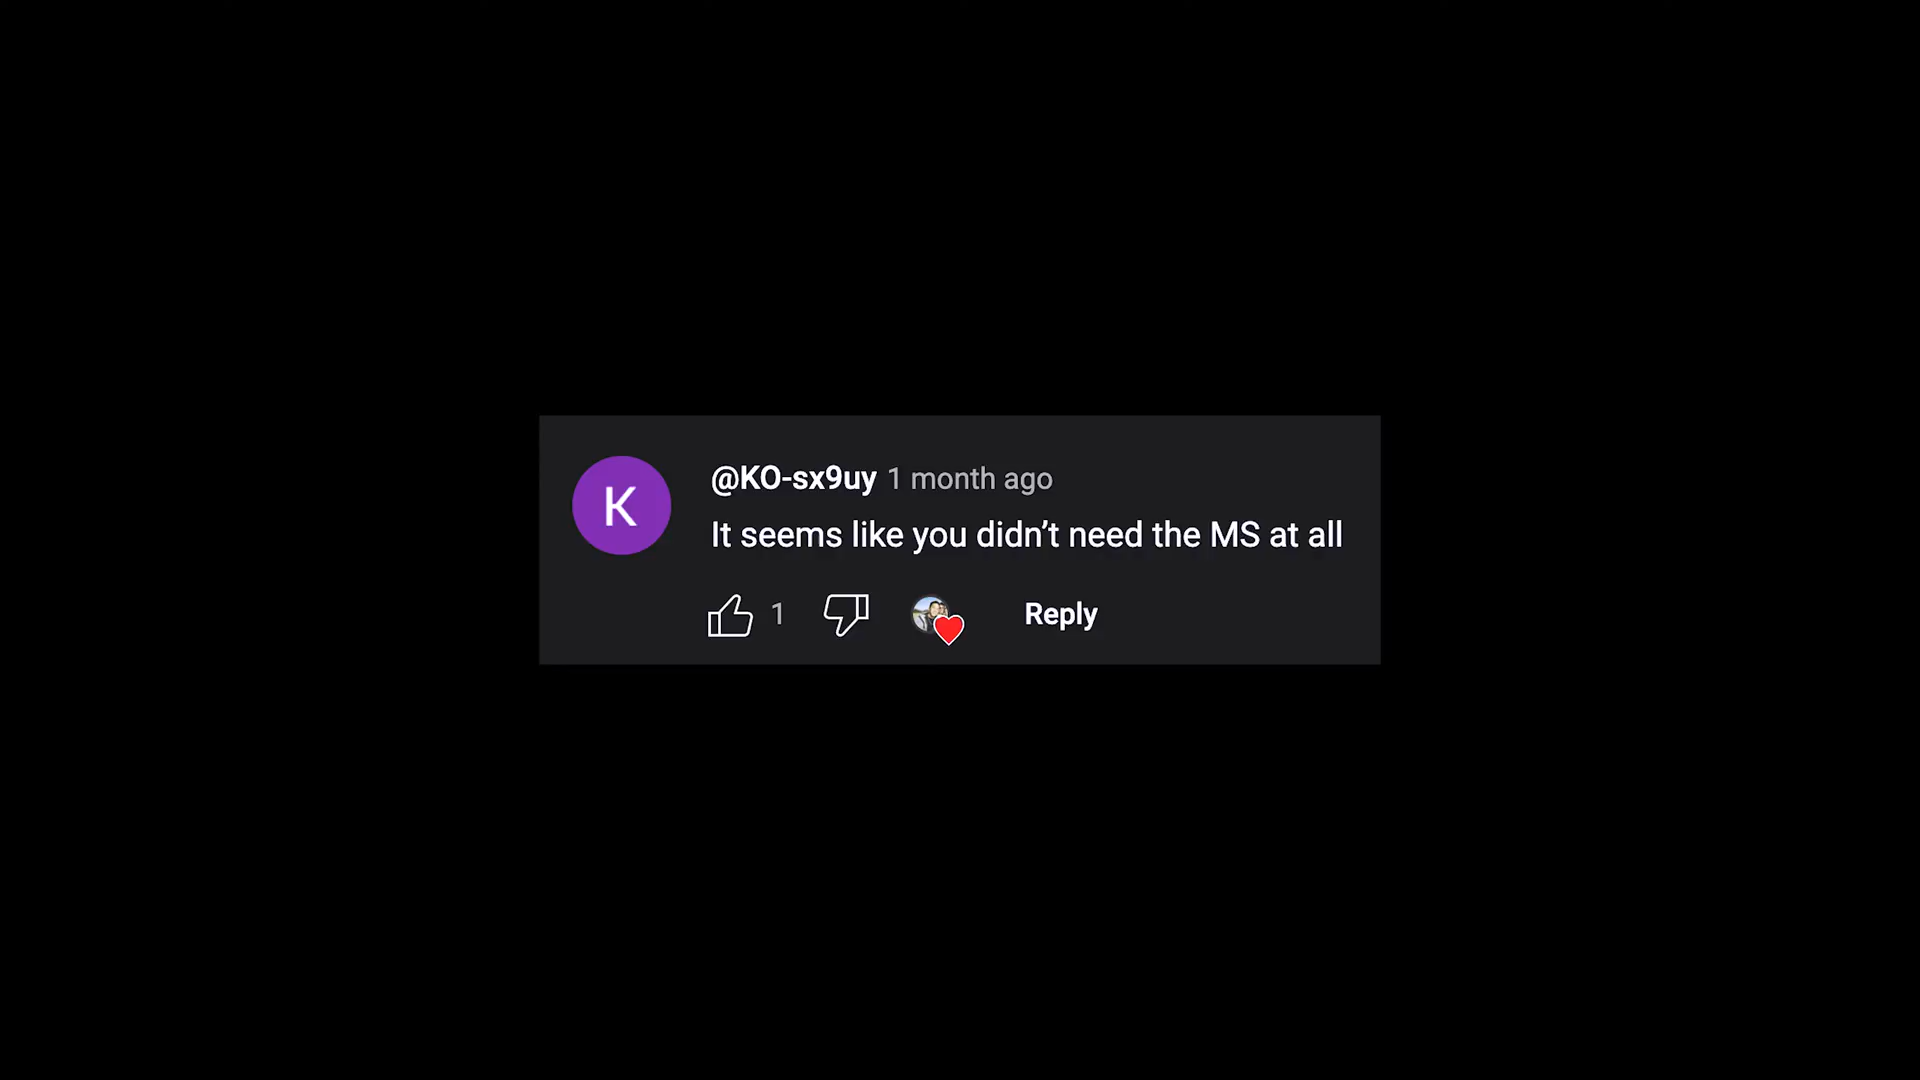 K
@KO-sx9uy 1 month ago
It seems like you didn’t need the MS at all
1
Reply